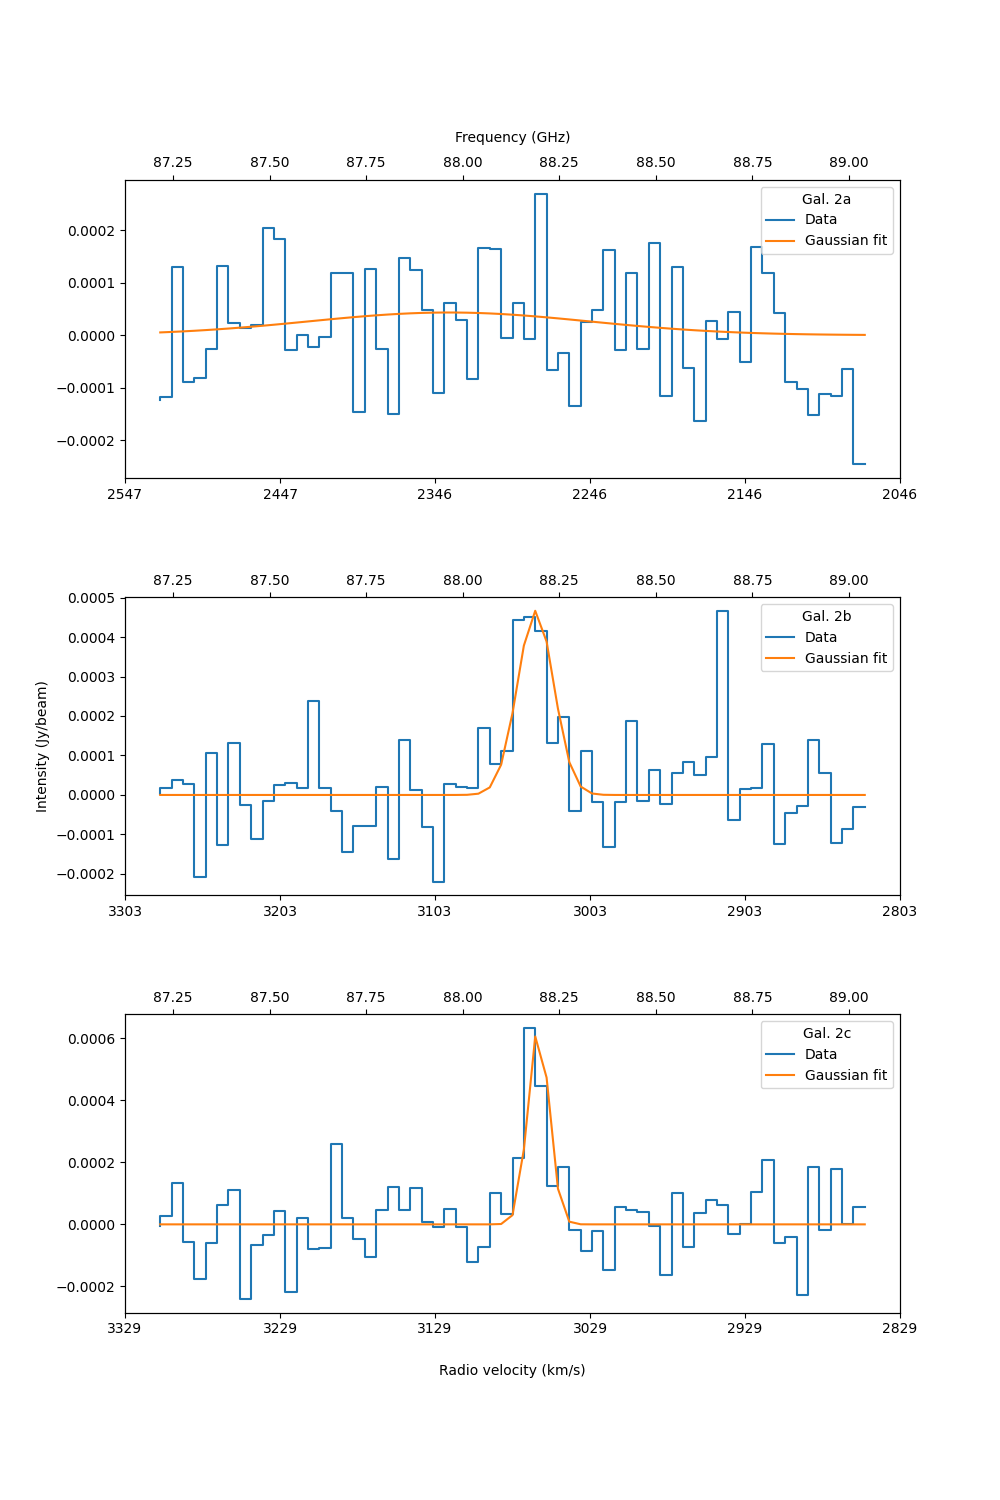 Frequency (GHz)
87.25 87.50 87.75 88.00 88.25 88.50 88.75 89.00
Gal. 2a
Data
Gaussian fit
0.0002
0.0001
0.0000
−0.0001
−0.0002
2547 2447 2346 2246 2146 2046
87.25 87.50 87.75 88.00 88.25 88.50 88.75 89.00
Gal. 2b
Data
Gaussian fit
0.0005
0.0004
0.0003
0.0002
0.0001
0.0000
−0.0001
−0.0002
Intensity (Jy/beam)
3303 3203 3103 3003 2903 2803
87.25 87.50 87.75 88.00 88.25 88.50 88.75 89.00
Gal. 2c
Data
Gaussian fit
0.0006
0.0004
0.0002
0.0000
−0.0002
3329 3229 3129 3029 2929 2829
Radio velocity (km/s)